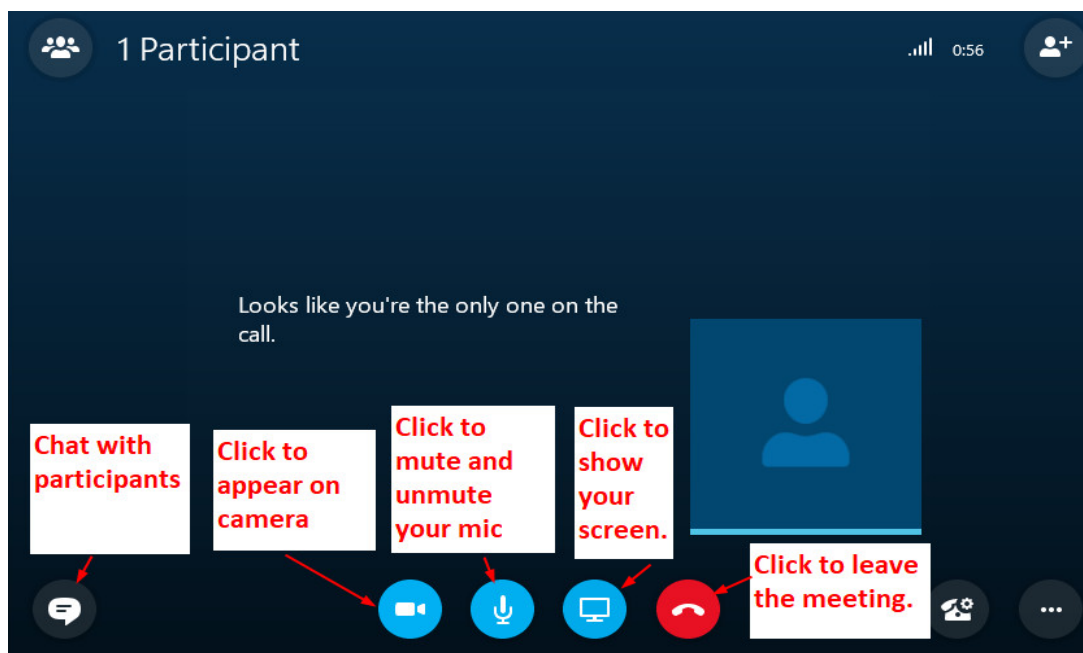 1 Participant
0:56
Looks like you're the only one on the
call.
Chat with
participants
Click to
appear on
camera
Click to
mute and
unmute
your mic
Click to
show
your
screen.
Click to leave
the meeting.